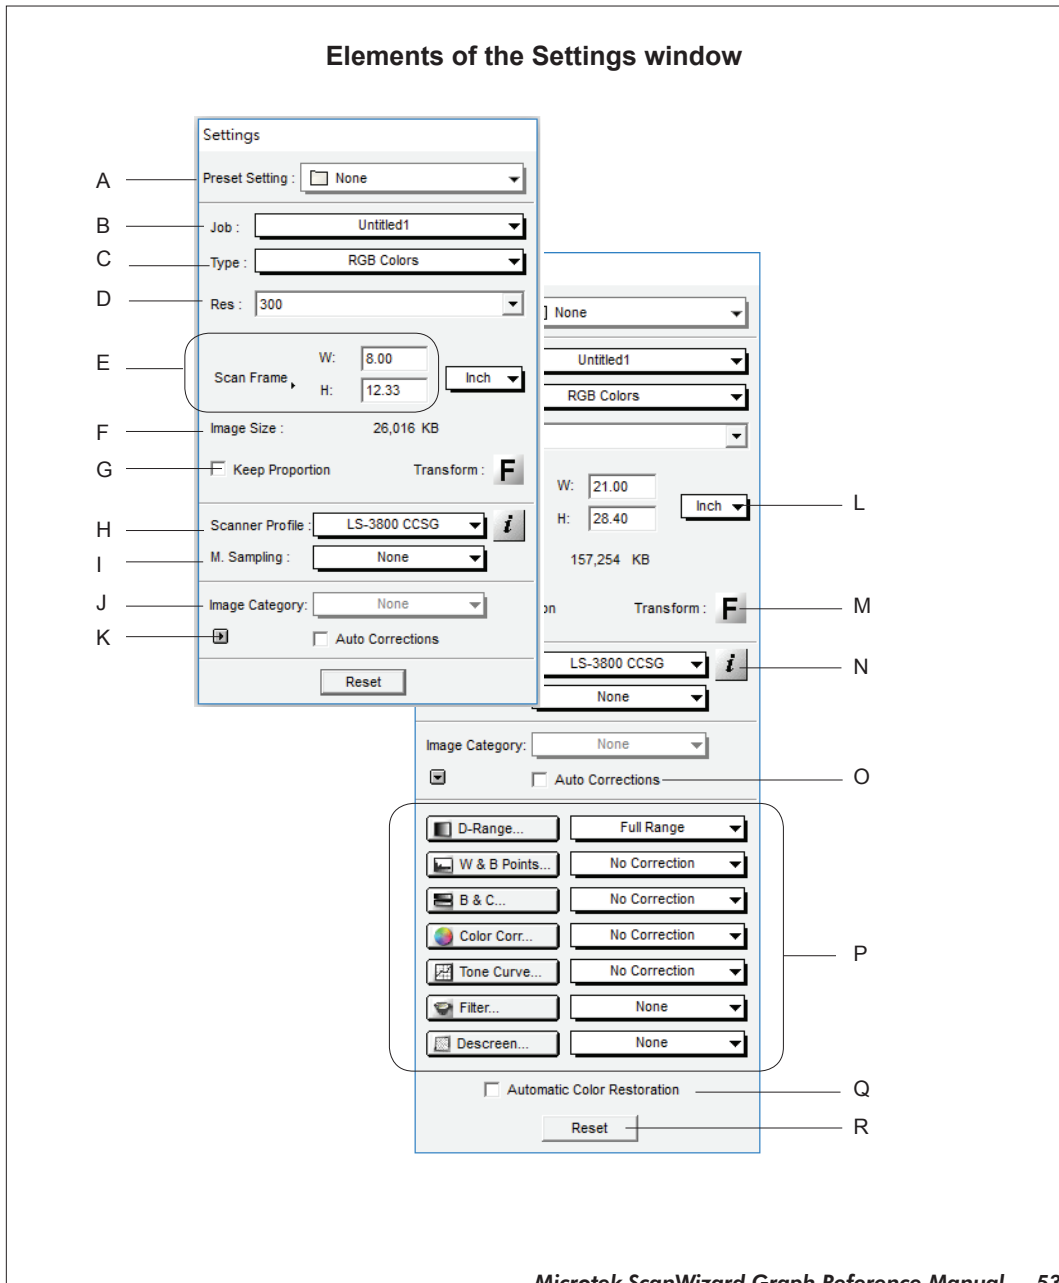 Elements of the Settings window
Settings
A Preset Setting : None
B Job : Untitled1
C Type : RGB Colors
D Res : 300
E Scan Frame W: 8.00
H: 12.33 Inch
F Image Size : 26,016 KB
G Keep Proportion Transform : F
H Scanner Profile : LS-3800 CCSG i
I M. Sampling : None
J Image Category: None
K Auto Corrections
Reset
None
Untitled1
RGB Colors
W: 21.00
H: 28.40 Inch L
157,254 KB
on Transform : F M
LS-3800 CCSG i N
None
Image Category: None
Auto Corrections O
D-Range... Full Range
W & B Points... No Correction
B & C... No Correction
Color Corr... No Correction
P
Tone Curve... No Correction
Filter... None
Descreen... None
Automatic Color Restoration Q
Reset R
Microtek ScanWizard Graph Reference Manual 53